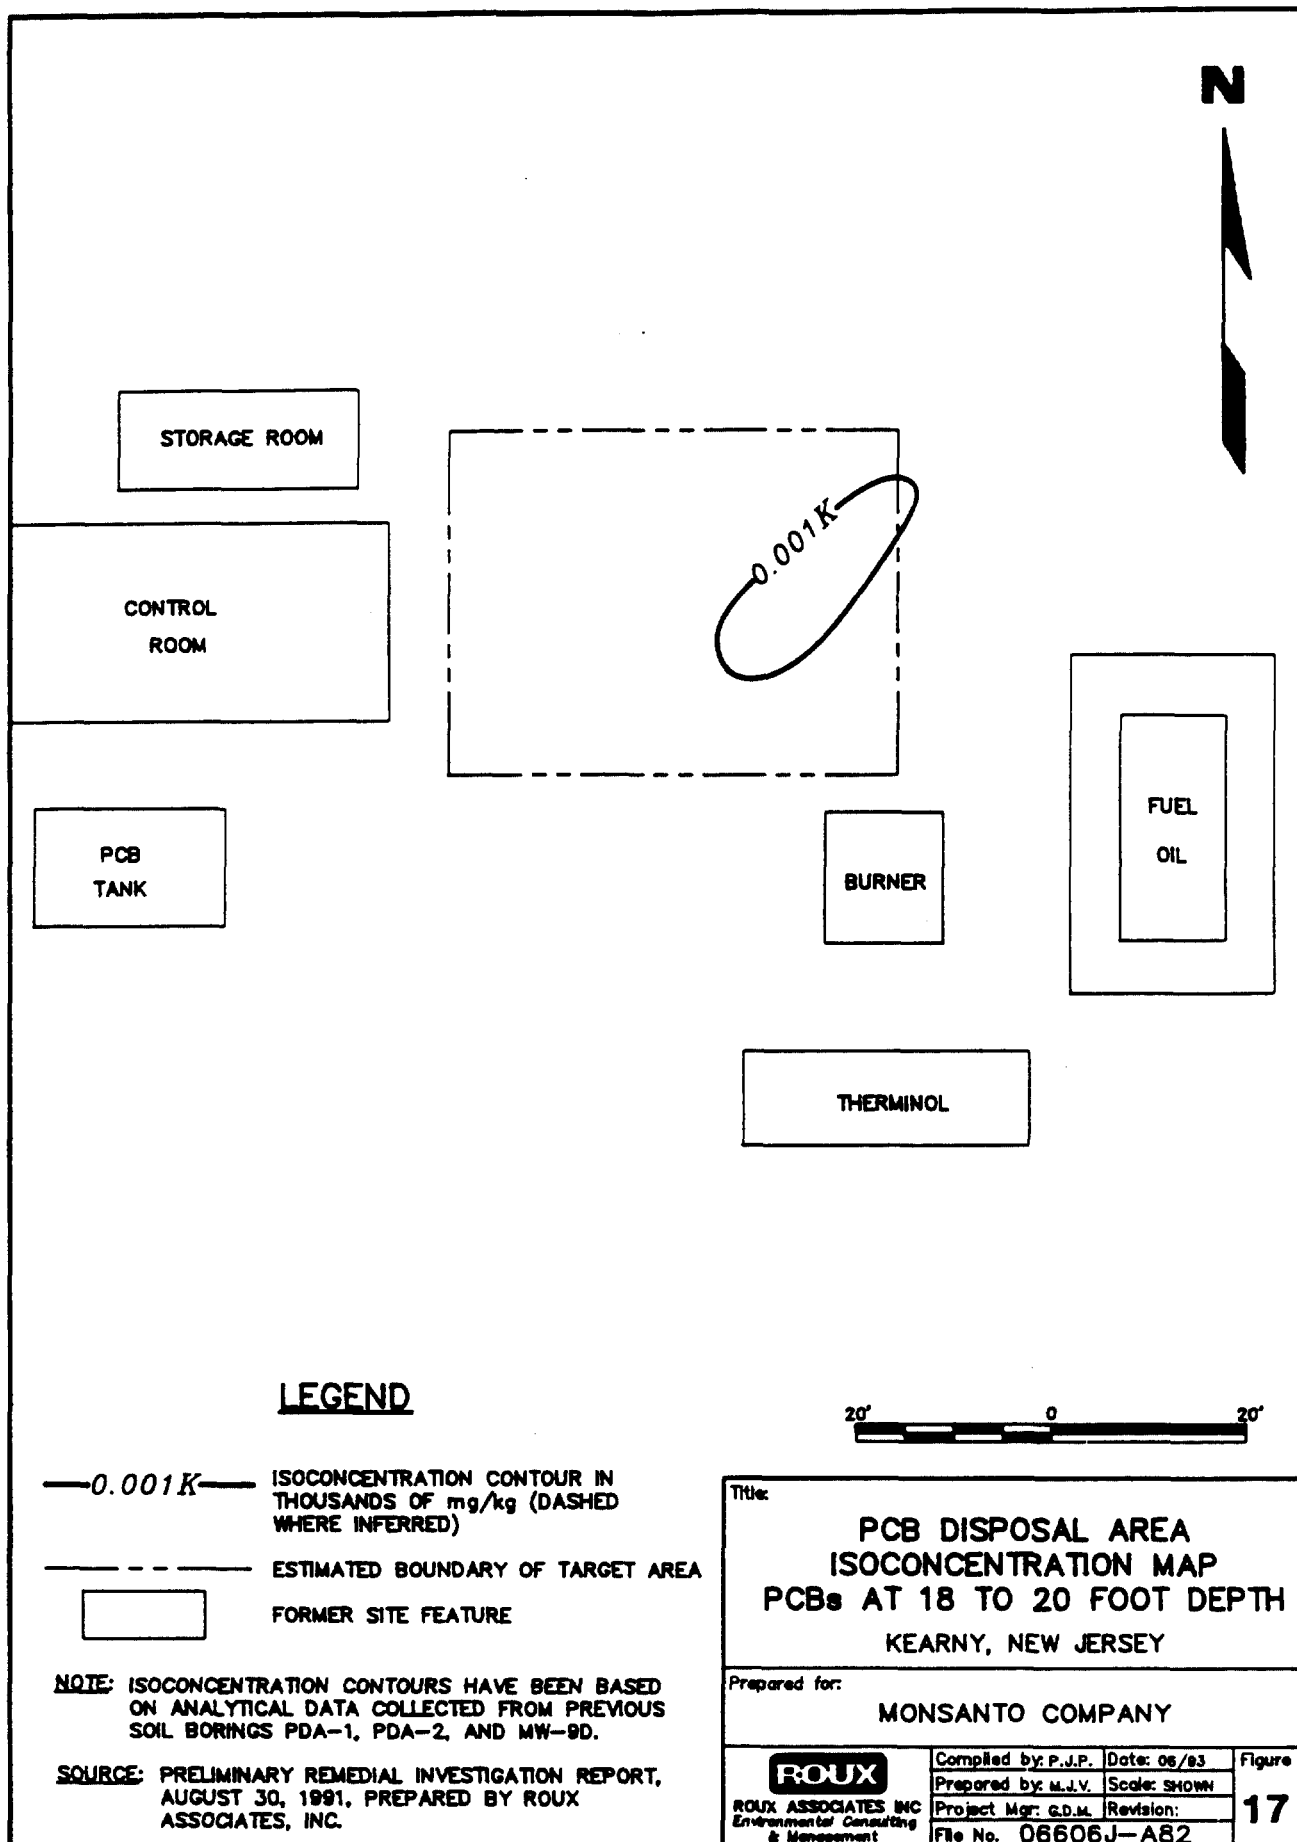 N
STORAGE ROOM
0.001K
CONTROL
ROOM
PCB
TANK
FUEL
OIL
BURNER
THERMINOL
LEGEND
20'  0  20'
0.001K
ISOCONCENTRATION CONTOUR IN
THOUSANDS OF mg/kg (DASHED
WHERE INFERRED)
ESTIMATED BOUNDARY OF TARGET AREA
FORMER SITE FEATURE
NOTE: ISOCONCENTRATION CONTOURS HAVE BEEN BASED
ON ANALYTICAL DATA COLLECTED FROM PREVIOUS
SOIL BORINGS PDA-1, PDA-2, AND MW-9D.
SOURCE: PRELIMINARY REMEDIAL INVESTIGATION REPORT,
AUGUST 30, 1991, PREPARED BY ROUX
ASSOCIATES, INC.
Title:
PCB DISPOSAL AREA
ISOCONCENTRATION MAP
PCBs AT 18 TO 20 FOOT DEPTH
KEARNY, NEW JERSEY
Prepared for:
MONSANTO COMPANY
ROUX
ROUX ASSOCIATES INC
Environmental Consulting
& Management
Compiled by: P.J.P.
Date: 06/93
Prepared by: M.J.V.
Scale: SHOWN
Project Mgr: G.D.M.
Revision:
File No. 06606J-A82
Figure
17